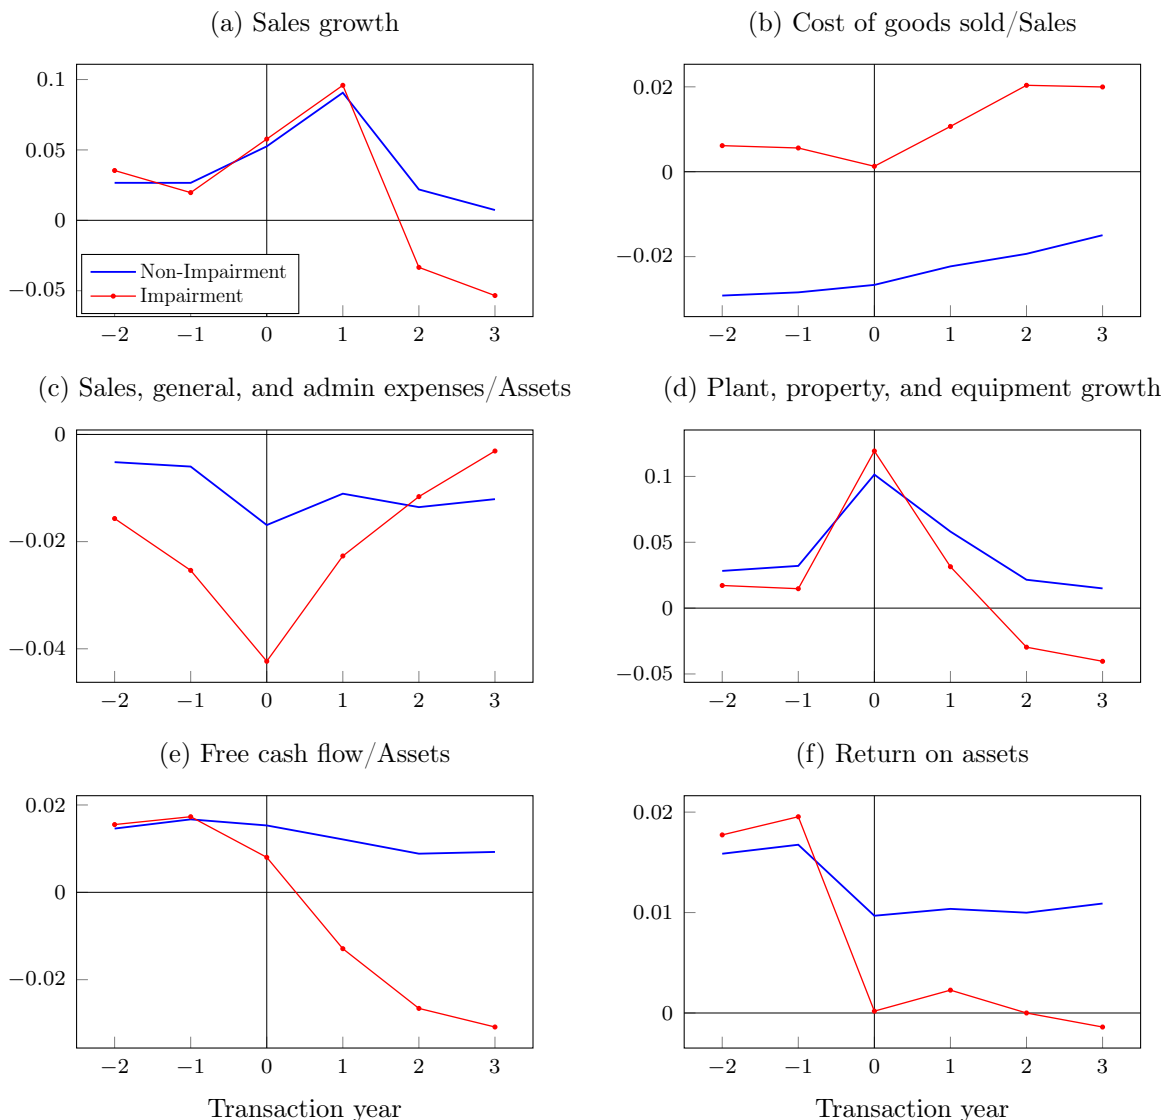 (a) Sales growth
0.1
0.05
0
−0.05
Non-Impairment
Impairment
−2 −1 0 1 2 3
(b) Cost of goods sold/Sales
0.02
0
−0.02
−2 −1 0 1 2 3
(c) Sales, general, and admin expenses/Assets
0
−0.02
−0.04
−2 −1 0 1 2 3
(d) Plant, property, and equipment growth
0.1
0.05
0
−0.05
−2 −1 0 1 2 3
(e) Free cash flow/Assets
0.02
0
−0.02
−2 −1 0 1 2 3
Transaction year
(f) Return on assets
0.02
0.01
0
−2 −1 0 1 2 3
Transaction year